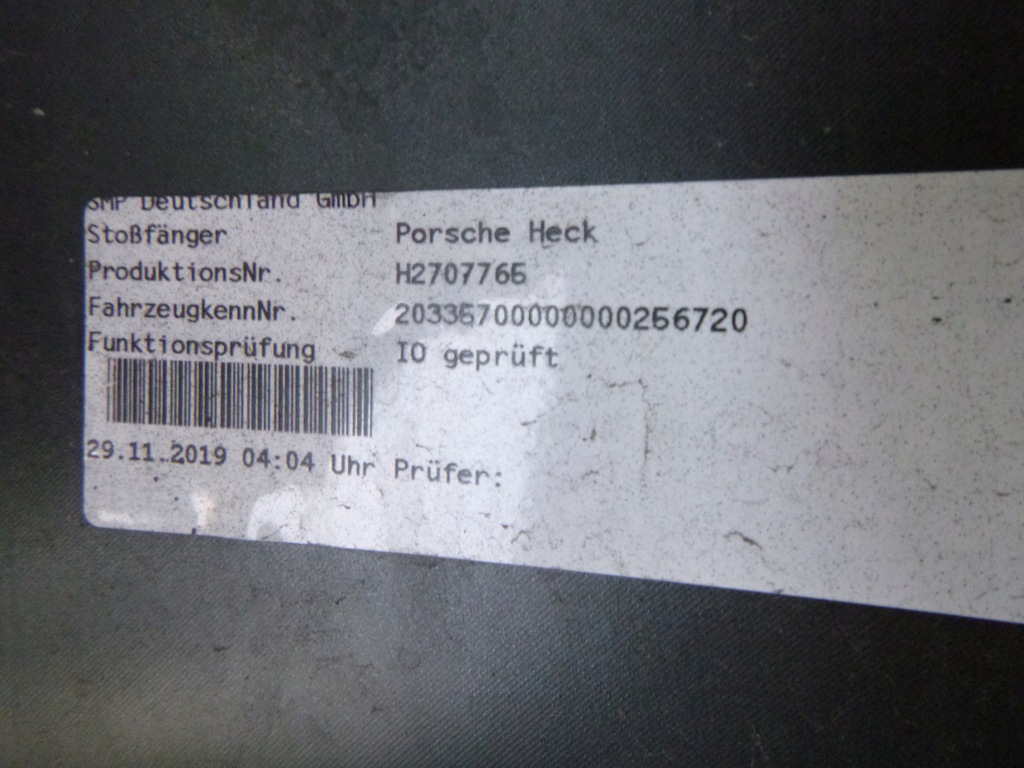 SMP Deutschland GmbH
Stoßfänger Porsche Heck
ProduktionsNr. H2707765
FahrzeugkennNr. 20335700000000256720
Funktionsprüfung IO geprüft
29.11.2019 04:04 Uhr Prüfer: